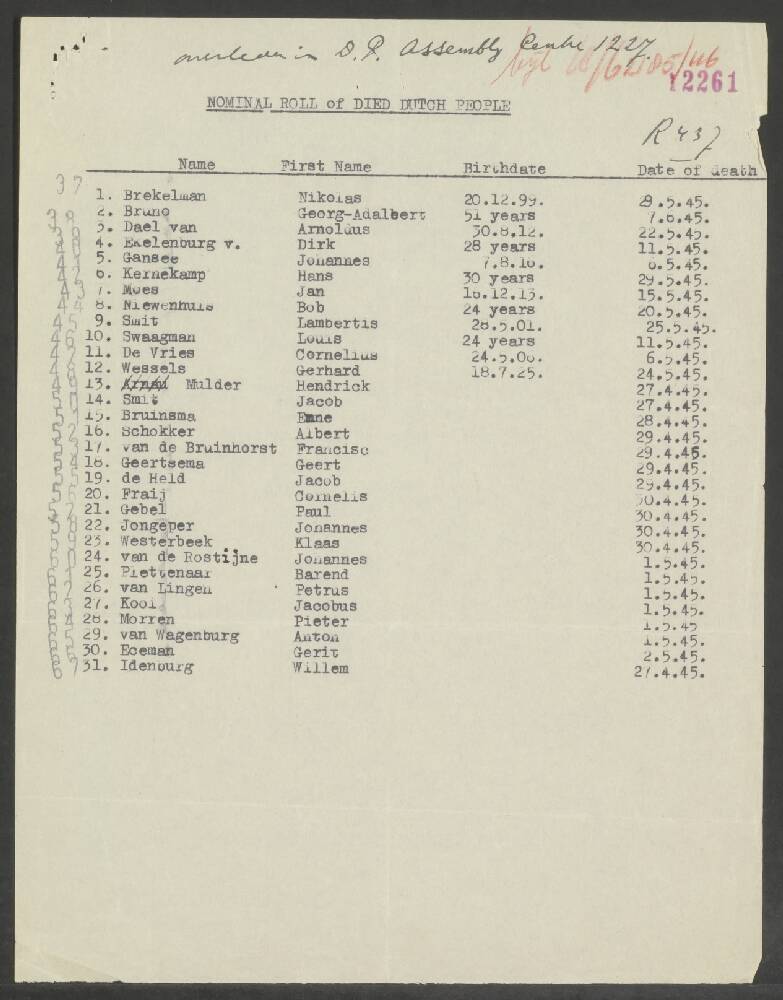 overleden in D.P. Assembly Centre 1227
12261
NOMINAL ROLL of DIED DUTCH PEOPLE
R 437
Name First Name Birthdate Date of death
37 1. Brekelman Nikolas 20.12.99. 29.5.45.
2. Bruno Georg-Adalbert 51 years 7.6.45.
3. Dael van Arnoldus 30.8.12. 22.5.45.
4. Ekelenburg v. Dirk 28 years 11.5.45.
5. Gansee Johannes 7.8.10. 6.5.45.
6. Kernekamp Hans 30 years 29.5.45.
7. Moes Jan 16.12.13. 15.5.45.
8. Niewenhuis Bob 24 years 20.5.45.
9. Smit Lambertis 28.5.01. 25.5.45.
10. Swaagman Louis 24 years 11.5.45.
11. De Vries Cornelius 24.5.00. 6.5.45.
12. Wessels Gerhard 18.7.25. 24.5.45.
13. Mulder Hendrick 27.4.45.
14. Smit Jacob 27.4.45.
15. Bruinsma Emne 28.4.45.
16. Schokker Albert 29.4.45.
17. van de Bruinhorst Francisc 29.4.45.
18. Geertsema Geert 29.4.45.
19. de Held Jacob 29.4.45.
20. Fraij Cornelis 30.4.45.
21. Gebel Paul 30.4.45.
22. Jongeper Johannes 30.4.45.
23. Westerbeek Klaas 30.4.45.
24. van de Rostijne Johannes 1.5.45.
25. Piettenaar Barend 1.5.45.
26. van Lingen Petrus 1.5.45.
27. Kooi Jacobus 1.5.45.
28. Morren Pieter 1.5.45
29. van Wagenburg Anton 1.5.45.
30. Eceman Gerit 2.5.45.
31. Idenburg Willem 27.4.45.